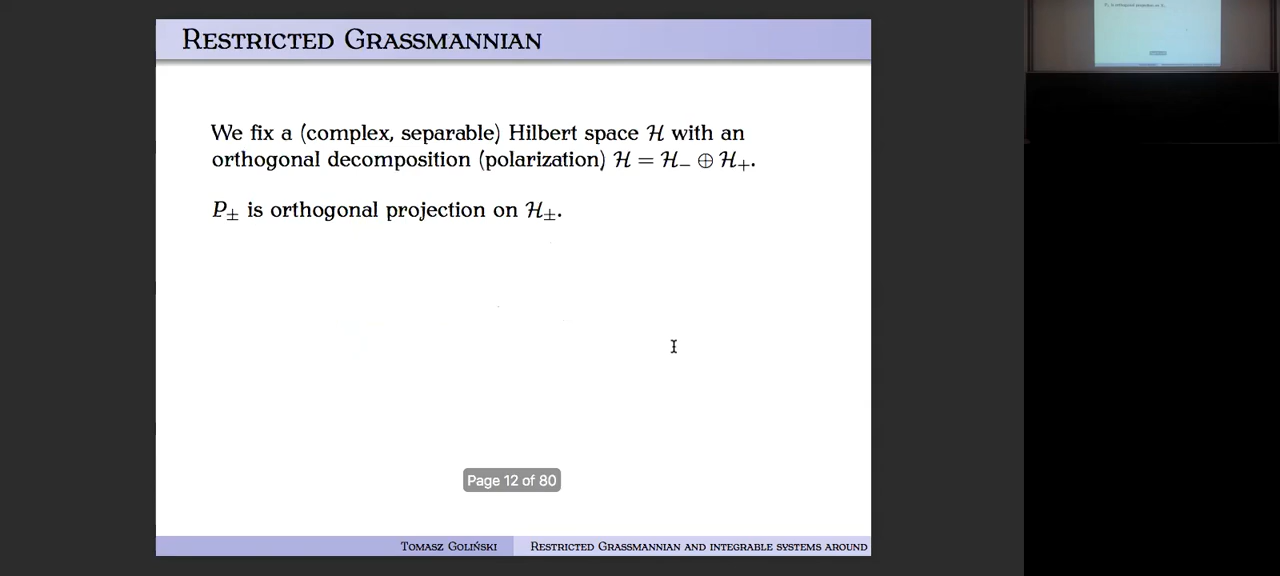 Restricted Grassmannian
We fix a (complex, separable) Hilbert space ℋ with an
orthogonal decomposition (polarization) ℋ = ℋ₋ ⊕ ℋ₊.
P± is orthogonal projection on ℋ±.
Page 12 of 80
Tomasz Goliński Restricted Grassmannian and integrable systems around